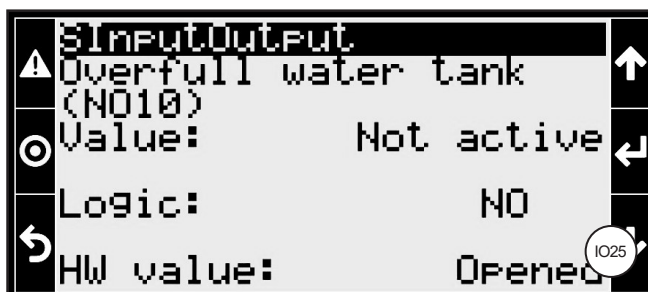 SInputOutput
Overfull water tank
(NO10)
Value: Not active
Logic: NO
HW value: Opened
IO25